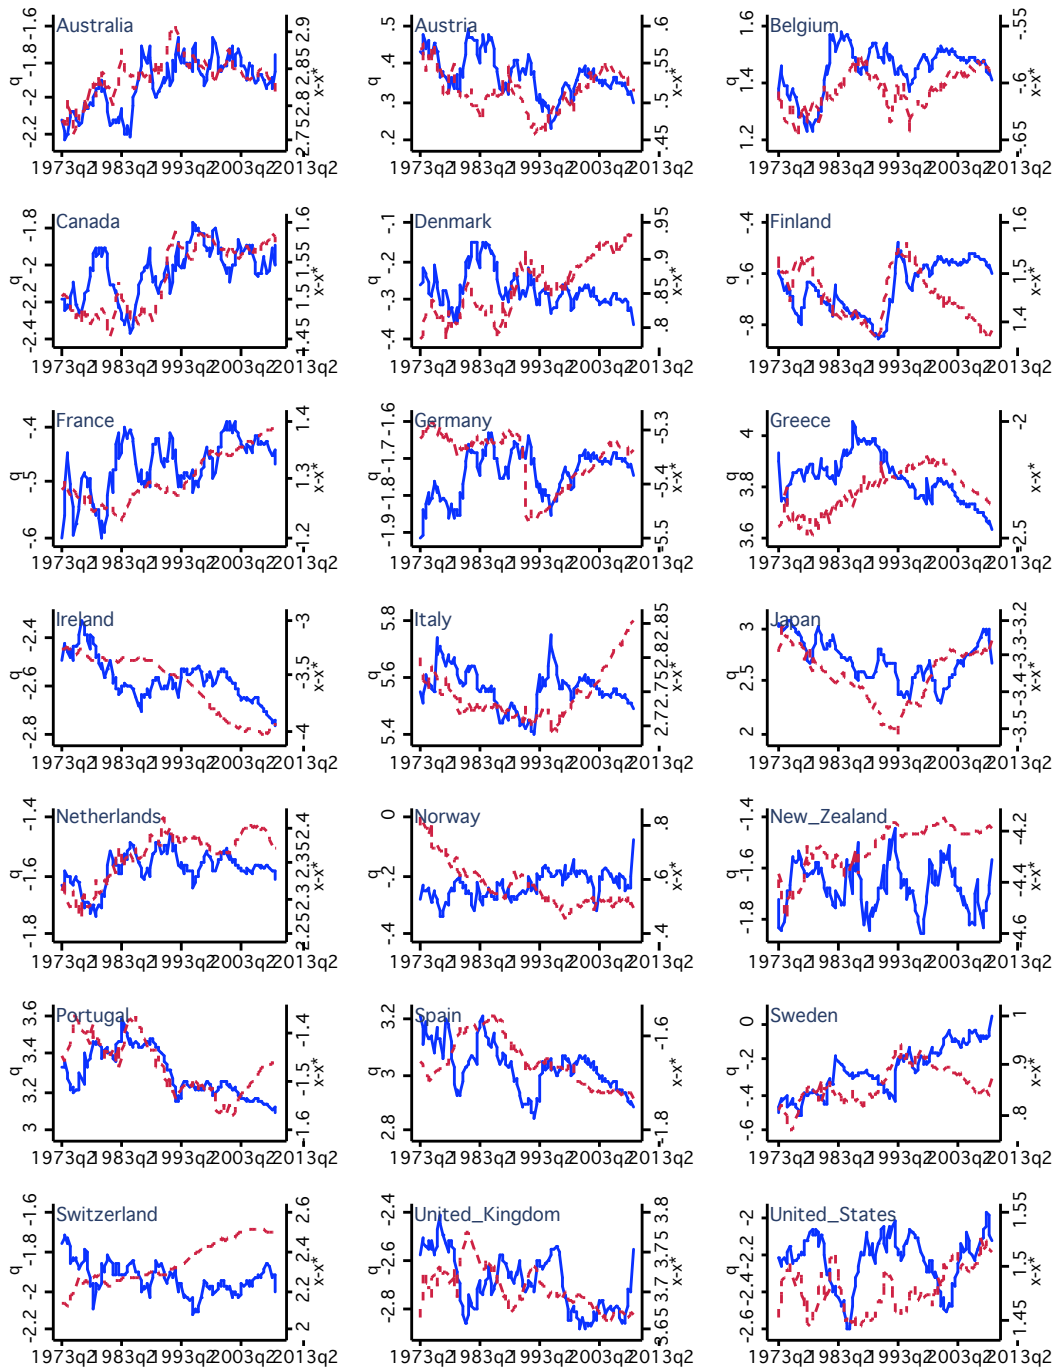 Australia
q
-2.2 -2 -1.8 -1.6
x-x*
2.7 2.75 2.8 2.85 2.9
1973q2 1983q2 1993q2 2003q2 2013q2
Austria
q
.2 .3 .4 .5
x-x*
.45 .5 .55 .6
1973q2 1983q2 1993q2 2003q2 2013q2
Belgium
q
1.2 1.4 1.6
x-x*
-.65 -.6 -.55
1973q2 1983q2 1993q2 2003q2 2013q2
Canada
q
-2.4 -2.2 -2 -1.8
x-x*
1.45 1.5 1.55 1.6
1973q2 1983q2 1993q2 2003q2 2013q2
Denmark
q
-.4 -.3 -.2 -.1
x-x*
.8 .85 .9 .95
1973q2 1983q2 1993q2 2003q2 2013q2
Finland
q
-.8 -.6 -.4
x-x*
1.4 1.5 1.6
1973q2 1983q2 1993q2 2003q2 2013q2
France
q
-.6 -.5 -.4
x-x*
1.2 1.3 1.4
1973q2 1983q2 1993q2 2003q2 2013q2
Germany
q
-1.9 -1.8 -1.7 -1.6
x-x*
-5.5 -5.4 -5.3
1973q2 1983q2 1993q2 2003q2 2013q2
Greece
q
3.6 3.8 4
x-x*
-2.5 -2
1973q2 1983q2 1993q2 2003q2 2013q2
Ireland
q
-2.8 -2.6 -2.4
x-x*
-4 -3.5 -3
1973q2 1983q2 1993q2 2003q2 2013q2
Italy
q
5.4 5.6 5.8
x-x*
2.7 2.75 2.8 2.85
1973q2 1983q2 1993q2 2003q2 2013q2
Japan
q
2 2.5 3
x-x*
-3.5 -3.4 -3.3 -3.2
1973q2 1983q2 1993q2 2003q2 2013q2
Netherlands
q
-1.8 -1.6 -1.4
x-x*
2.25 2.3 2.35 2.4
1973q2 1983q2 1993q2 2003q2 2013q2
Norway
q
-.4 -.2 0
x-x*
.4 .6 .8
1973q2 1983q2 1993q2 2003q2 2013q2
New_Zealand
q
-1.8 -1.6 -1.4
x-x*
-4.6 -4.4 -4.2
1973q2 1983q2 1993q2 2003q2 2013q2
Portugal
q
3 3.2 3.4 3.6
x-x*
-1.6 -1.5 -1.4
1973q2 1983q2 1993q2 2003q2 2013q2
Spain
q
2.8 3 3.2
x-x*
-1.8 -1.6
1973q2 1983q2 1993q2 2003q2 2013q2
Sweden
q
-.6 -.4 -.2 0
x-x*
.8 .9 1
1973q2 1983q2 1993q2 2003q2 2013q2
Switzerland
q
-2.2 -2 -1.8 -1.6
x-x*
2 2.2 2.4 2.6
1973q2 1983q2 1993q2 2003q2 2013q2
United_Kingdom
q
-2.8 -2.6 -2.4
x-x*
3.65 3.7 3.75 3.8
1973q2 1983q2 1993q2 2003q2 2013q2
United_States
q
-2.6 -2.4 -2.2 -2
x-x*
1.45 1.5 1.55
1973q2 1983q2 1993q2 2003q2 2013q2